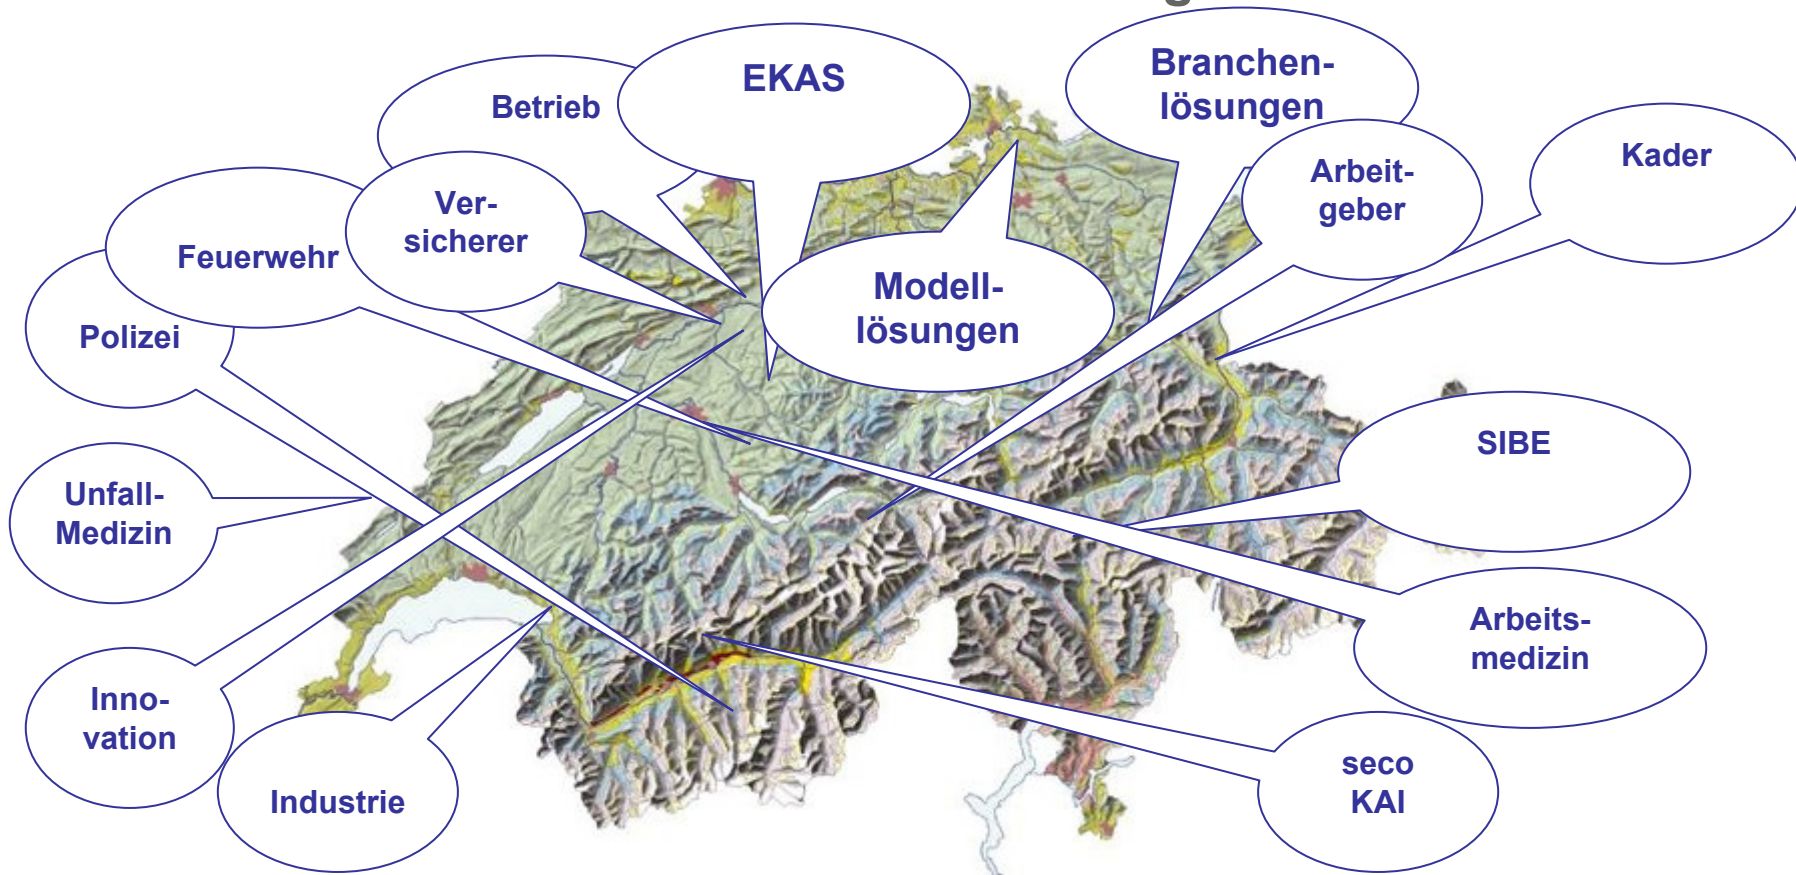 EKAS
Branchen-
lösungen
Betrieb
Kader
Arbeit-
geber
Ver-
sicherer
Feuerwehr
Modell-
lösungen
Polizei
SIBE
Unfall-
Medizin
Arbeits-
medizin
Inno-
vation
seco
KAI
Industrie